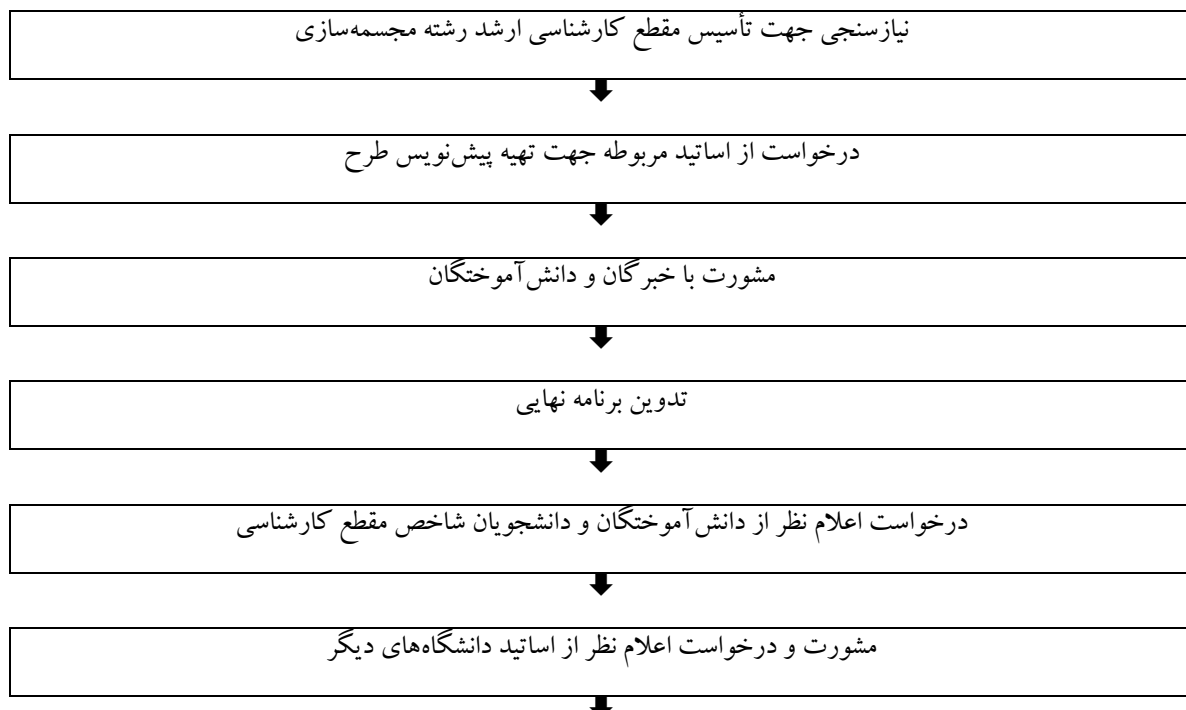 نیازسنجی جهت تأسیس مقطع کارشناسی ارشد رشته مجسمه‌سازی
درخواست از اساتید مربوطه جهت تهیه پیش‌نویس طرح
مشورت با خبرگان و دانش‌آموختگان
تدوین برنامه نهایی
درخواست اعلام نظر از دانش‌آموختگان و دانشجویان شاخص مقطع کارشناسی
مشورت و درخواست اعلام نظر از اساتید دانشگاه‌های دیگر